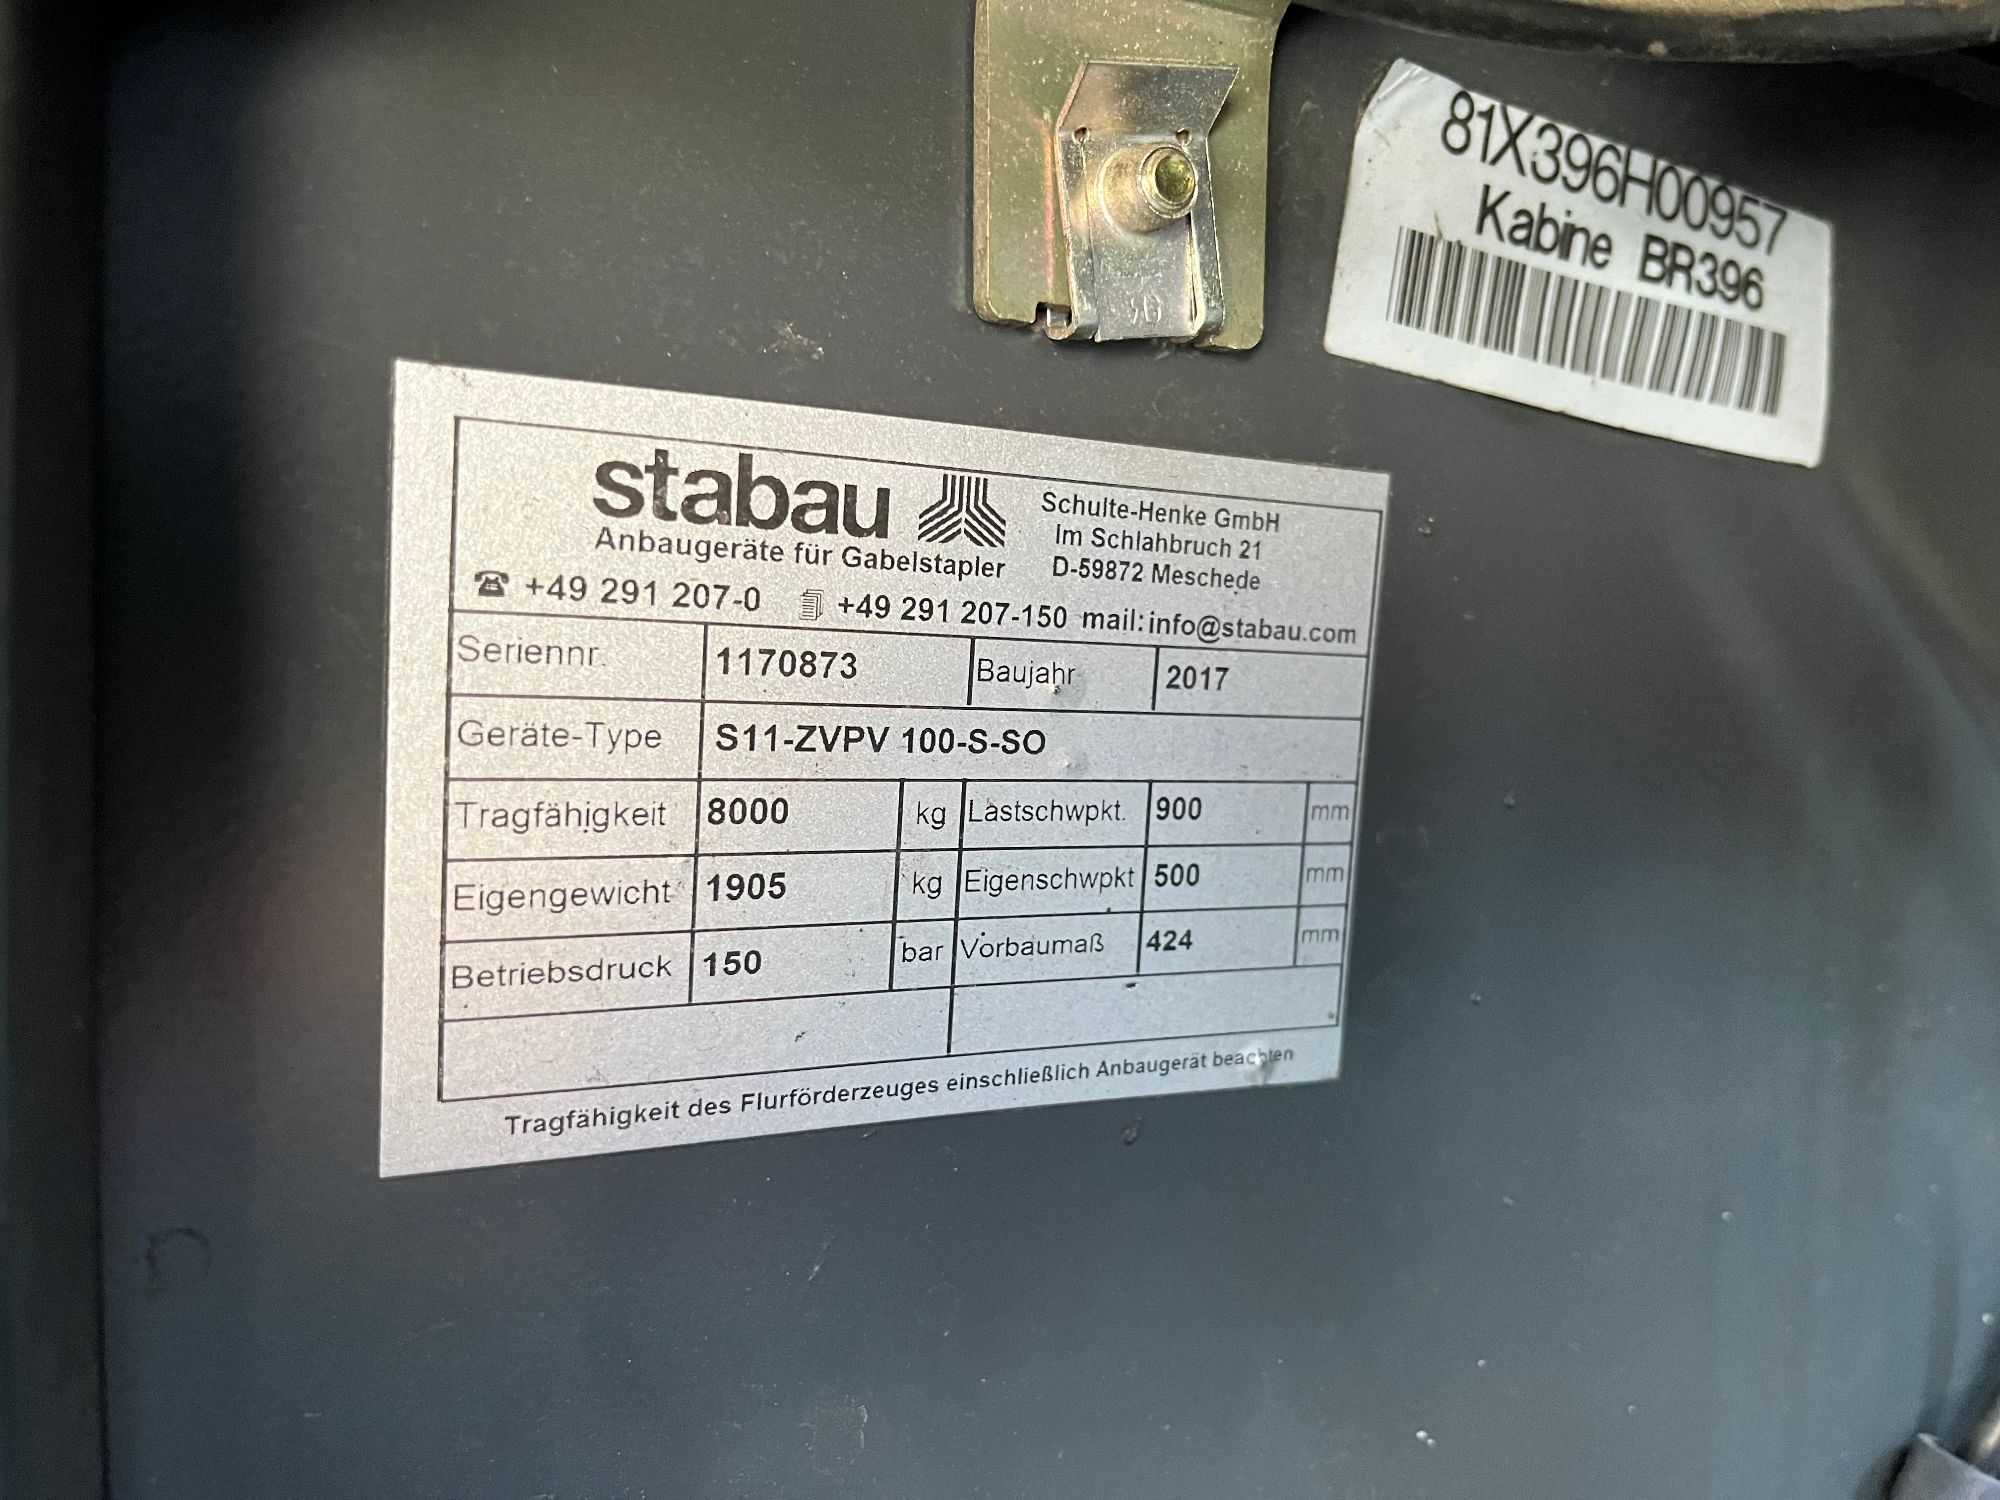 81X396H00957
Kabine BR396
stabau
Anbaugeräte für Gabelstapler
Schulte-Henke GmbH
Im Schlahbruch 21
D-59872 Meschede
+49 291 207-0 +49 291 207-150 mail:info@stabau.com
Seriennr. 1170873 Baujahr 2017
Geräte-Type S11-ZVPV 100-S-SO
Tragfähigkeit 8000 kg Lastschwpkt. 900 mm
Eigengewicht 1905 kg Eigenschwpkt 500 mm
Betriebsdruck 150 bar Vorbaumaß 424 mm
Tragfähigkeit des Flurförderzeuges einschließlich Anbaugerät beachten